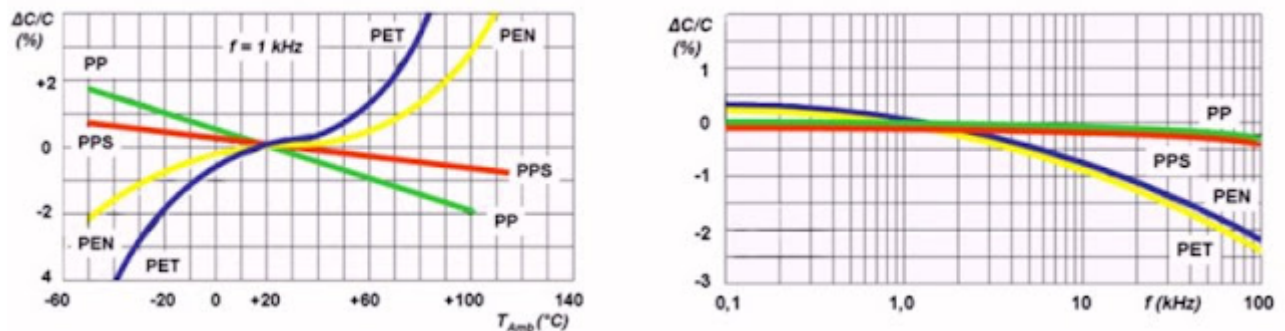 ΔC/C
(%)
f = 1 kHz
PET
PEN
PP
+2
PPS
0
PPS
-2
PP
PEN
PET
4
-60 -20 0 +20 +60 +100 140
T Amb (°C)
ΔC/C
(%)
1
0
PP
PPS
-1
PEN
-2
PET
-3
0,1 1,0 10 f (kHz) 100